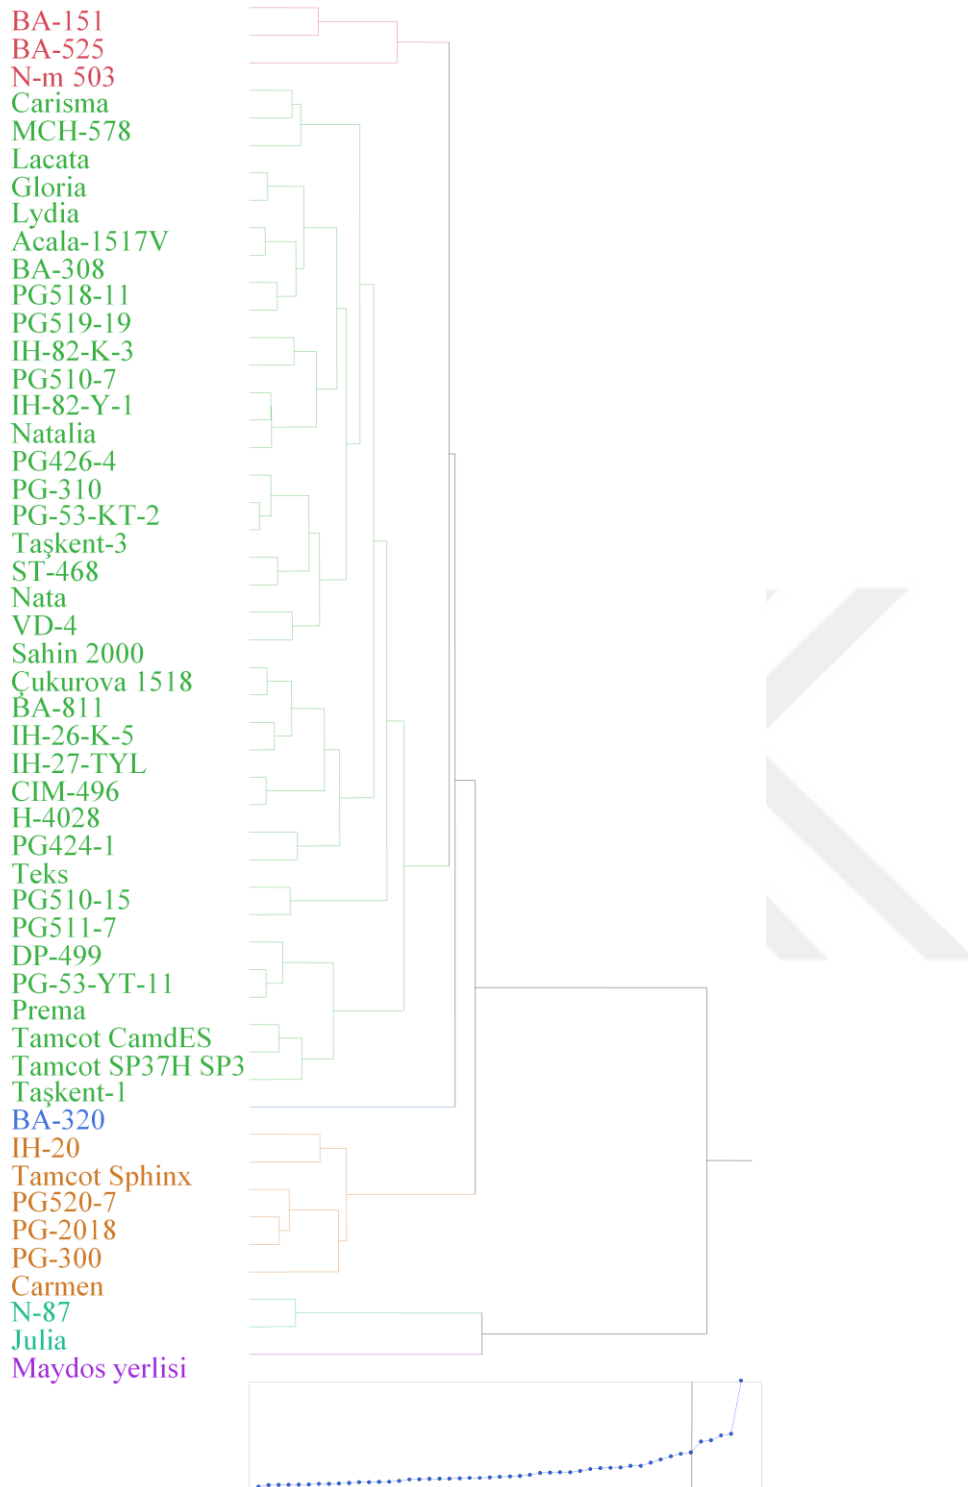 BA-151
BA-525
N-m 503
Carisma
MCH-578
Lacata
Gloria
Lydia
Acala-1517V
BA-308
PG518-11
PG519-19
IH-82-K-3
PG510-7
IH-82-Y-1
Natalia
PG426-4
PG-310
PG-53-KT-2
Taşkent-3
ST-468
Nata
VD-4
Sahin 2000
Çukurova 1518
BA-811
IH-26-K-5
IH-27-TYL
CIM-496
H-4028
PG424-1
Teks
PG510-15
PG511-7
DP-499
PG-53-YT-11
Prema
Tamcot CamdES
Tamcot SP37H SP3
Taşkent-1
BA-320
IH-20
Tamcot Sphinx
PG520-7
PG-2018
PG-300
Carmen
N-87
Julia
Maydos yerlisi